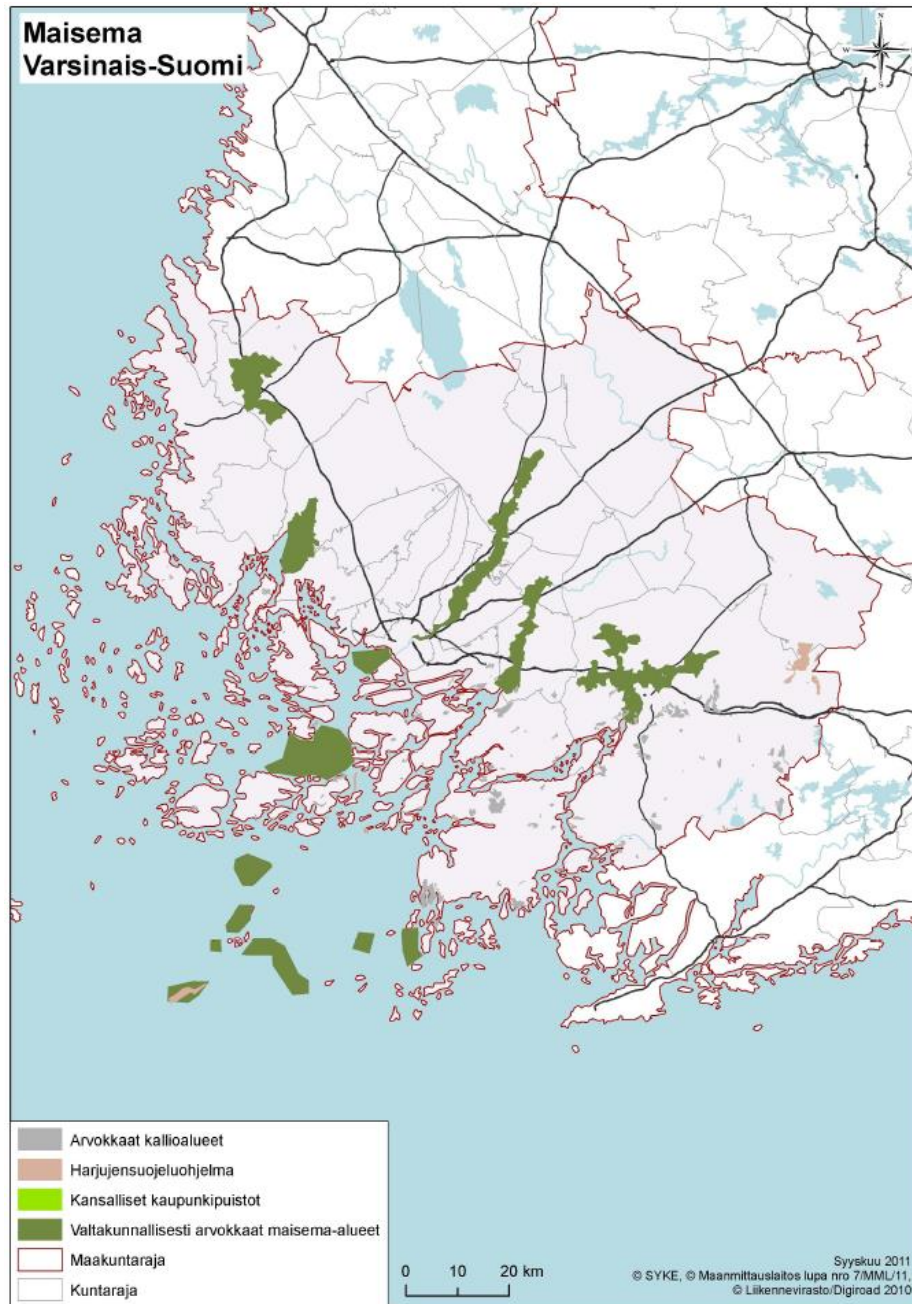 Maisema
Varsinais-Suomi
N
W
S
Arvokkaat kallioalueet
Harjujensuojeluohjelma
Kansalliset kaupunkipuistot
Valtakunnallisesti arvokkaat maisema-alueet
Maakuntaraja
Kuntaraja
0 10 20 km
Syyskuu 2011
© SYKE, © Maanmittauslaitos lupa nro 7/MML/11,
© Liikennevirasto/Digiroad 2010